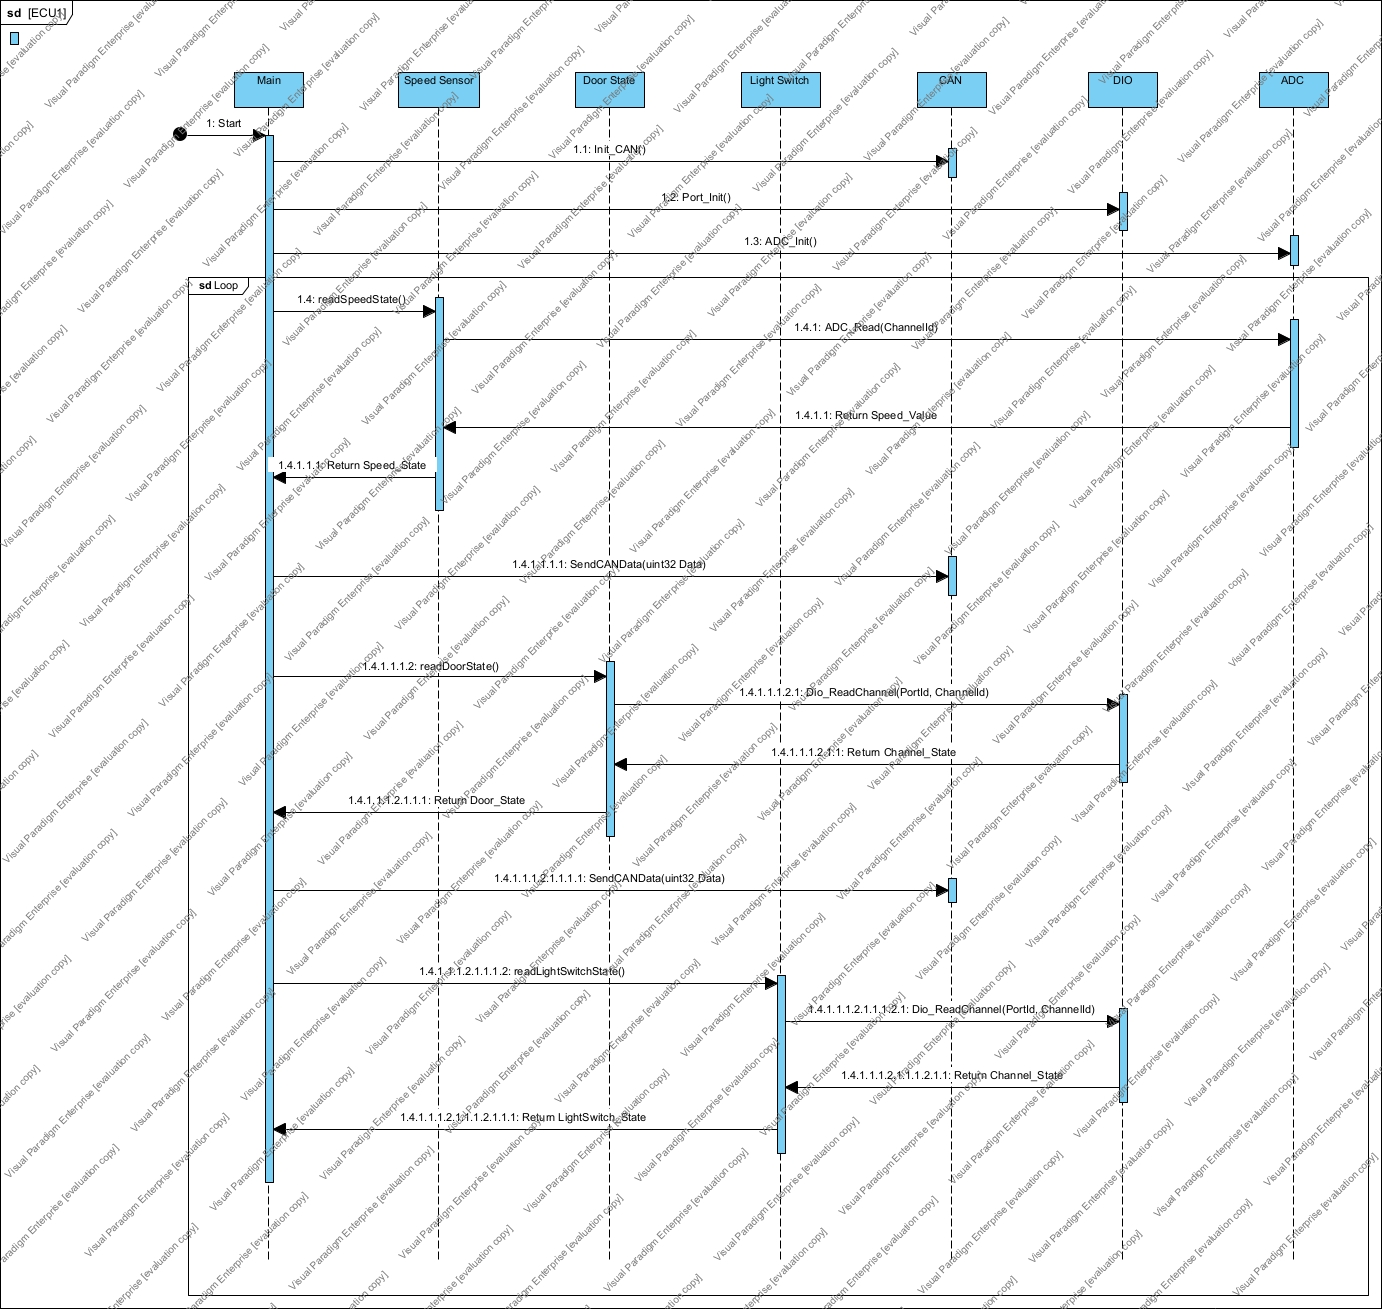 sd [ECU1]
Main
Speed Sensor
Door State
Light Switch
CAN
DIO
ADC
1: Start
1.1: Init_CAN()
1.2: Port_Init()
1.3: ADC_Init()
sd Loop
1.4: readSpeedState()
1.4.1: ADC_Read(ChannelId)
1.4.1.1: Return Speed_Value
1.4.1.1.1: Return Speed_State
1.4.1.1.1.1: SendCANData(uint32 Data)
1.4.1.1.1.2: readDoorState()
1.4.1.1.1.2.1: Dio_ReadChannel(PortId, ChannelId)
1.4.1.1.1.2.1.1: Return Channel_State
1.4.1.1.1.2.1.1.1: Return Door_State
1.4.1.1.1.2.1.1.1.1: SendCANData(uint32 Data)
1.4.1.1.1.2.1.1.1.2: readLightSwitchState()
1.4.1.1.1.2.1.1.1.2.1: Dio_ReadChannel(PortId, ChannelId)
1.4.1.1.1.2.1.1.1.2.1.1: Return Channel_State
1.4.1.1.1.2.1.1.1.2.1.1.1: Return LightSwitch_State
Visual Paradigm Enterprise [evaluation copy]